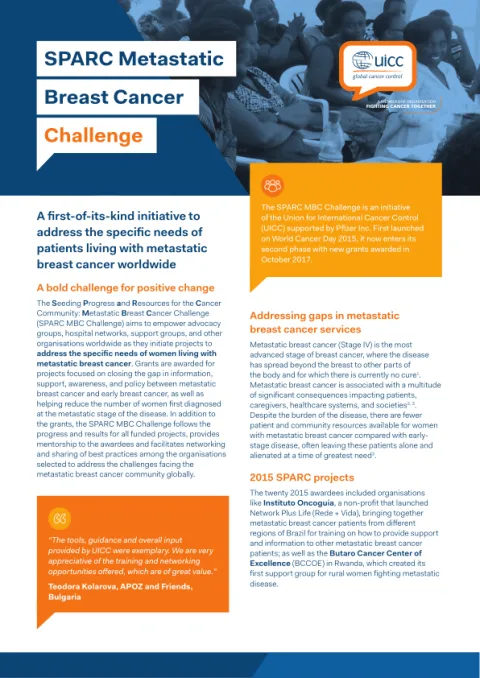 SPARC Metastatic
Breast Cancer
Challenge
uicc
global cancer control
FIGHTING CANCER TOGETHER
The SPARC MBC Challenge is an initiative
of the Union for International Cancer Control
(UICC) supported by Pfizer Inc. First launched
on World Cancer Day 2015, it now enters its
second phase with new grants awarded in
October 2017.
A first-of-its-kind initiative to
address the specific needs of
patients living with metastatic
breast cancer worldwide
A bold challenge for positive change
The Seeding Progress and Resources for the Cancer
Community: Metastatic Breast Cancer Challenge
(SPARC MBC Challenge) aims to empower advocacy
groups, hospital networks, support groups, and other
organisations worldwide as they initiate projects to
address the specific needs of women living with
metastatic breast cancer. Grants are awarded for
projects focused on closing the gap in information,
support, awareness, and policy between metastatic
breast cancer and early breast cancer, as well as
helping reduce the number of women first diagnosed
at the metastatic stage of the disease. In addition to
the grants, the SPARC MBC Challenge follows the
progress and results for all funded projects, provides
mentorship to the awardees and facilitates networking
and sharing of best practices among the organisations
selected to address the challenges facing the
metastatic breast cancer community globally.
"The tools, guidance and overall input
provided by UICC were exemplary. We are very
appreciative of the training and networking
opportunities offered, which are of great value."
Teodora Kolarova, APOZ and Friends,
Bulgaria
Addressing gaps in metastatic
breast cancer services
Metastatic breast cancer (Stage IV) is the most
advanced stage of breast cancer, where the disease
has spread beyond the breast to other parts of
the body and for which there is currently no cure¹.
Metastatic breast cancer is associated with a multitude
of significant consequences impacting patients,
caregivers, healthcare systems, and societies²˒ ³.
Despite the burden of the disease, there are fewer
patient and community resources available for women
with metastatic breast cancer compared with early-
stage disease, often leaving these patients alone and
alienated at a time of greatest need³.
2015 SPARC projects
The twenty 2015 awardees included organisations
like Instituto Oncoguia, a non-profit that launched
Network Plus Life (Rede + Vida), bringing together
metastatic breast cancer patients from different
regions of Brazil for training on how to provide support
and information to other metastatic breast cancer
patients; as well as the Butaro Cancer Center of
Excellence (BCCOE) in Rwanda, which created its
first support group for rural women fighting metastatic
disease.